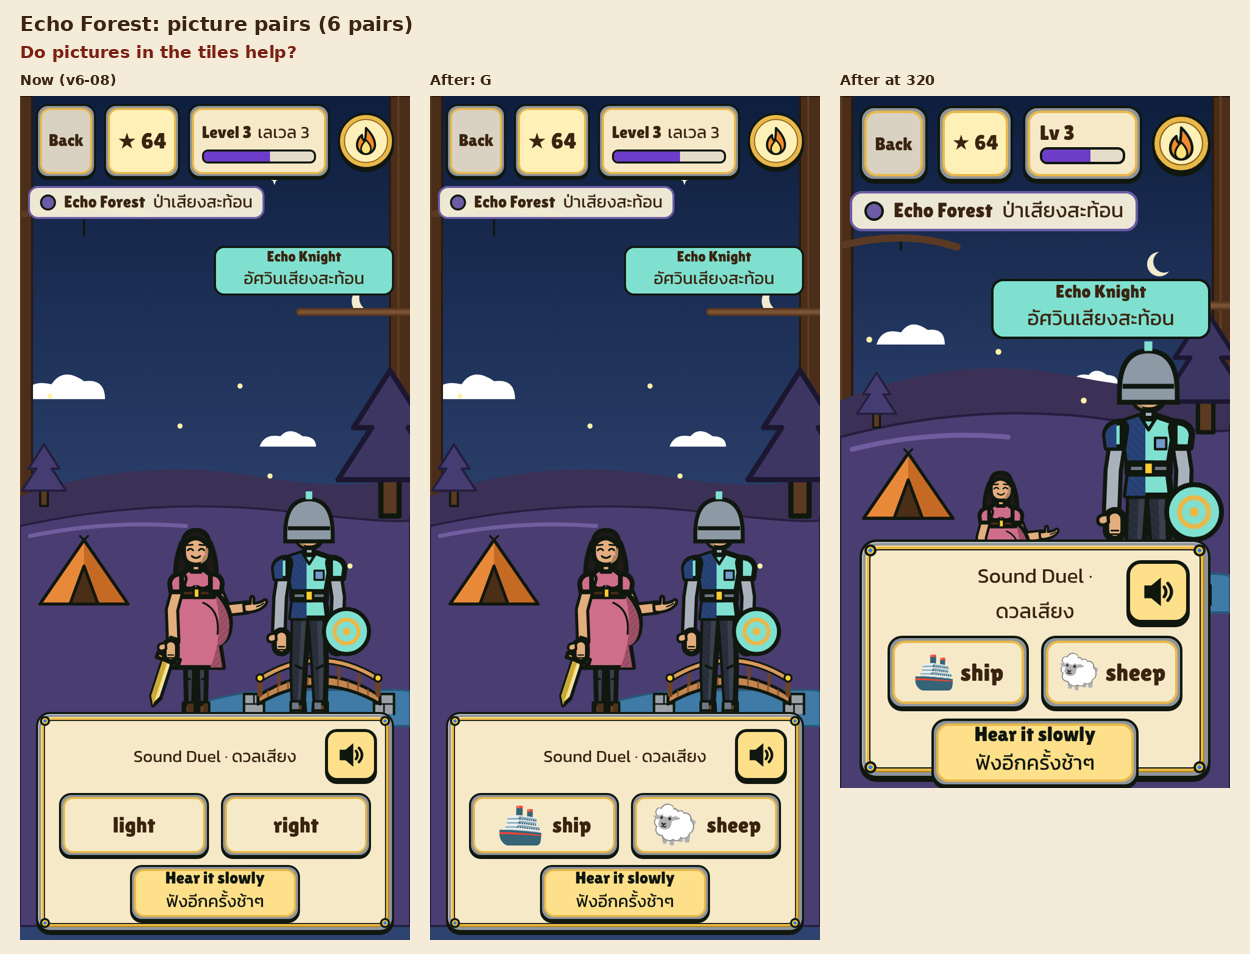 Echo Forest: picture pairs (6 pairs)
Do pictures in the tiles help?
Now (v6-08)
Back
★ 64
Level 3 เลเวล 3
Echo Forest ป่าเสียงสะท้อน
Echo Knight
อัศวินเสียงสะท้อน
Sound Duel · ดวลเสียง
light
right
Hear it slowly
ฟังอีกครั้งช้าๆ
After: G
Back
★ 64
Level 3 เลเวล 3
Echo Forest ป่าเสียงสะท้อน
Echo Knight
อัศวินเสียงสะท้อน
Sound Duel · ดวลเสียง
ship
sheep
Hear it slowly
ฟังอีกครั้งช้าๆ
After at 320
Back
★ 64
Lv 3
Echo Forest ป่าเสียงสะท้อน
Echo Knight
อัศวินเสียงสะท้อน
Sound Duel ·
ดวลเสียง
ship
sheep
Hear it slowly
ฟังอีกครั้งช้าๆ